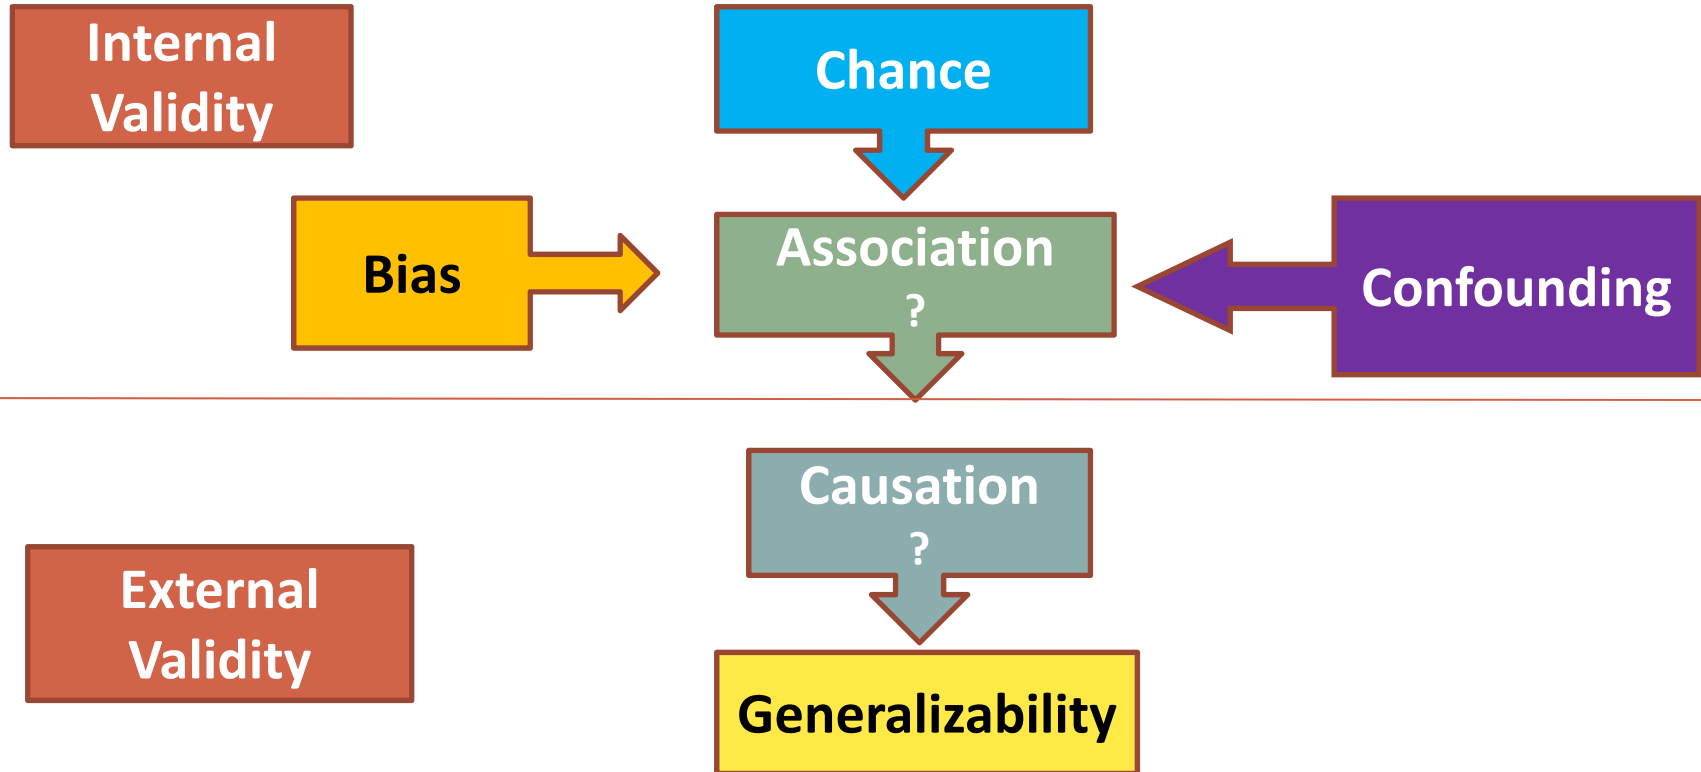 Internal
Validity
Chance
Bias
Association
?
Confounding
Causation
?
External
Validity
Generalizability